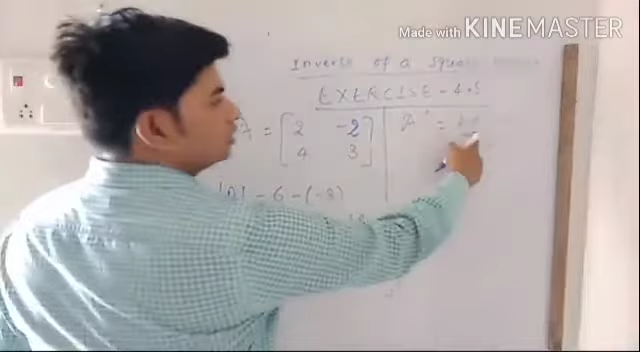 Made with KINEMASTER
Inverse of a Square
EXERCISE - 4.5
A = [ 2 -2
4 3 ]
|A| = 6 - (-8)